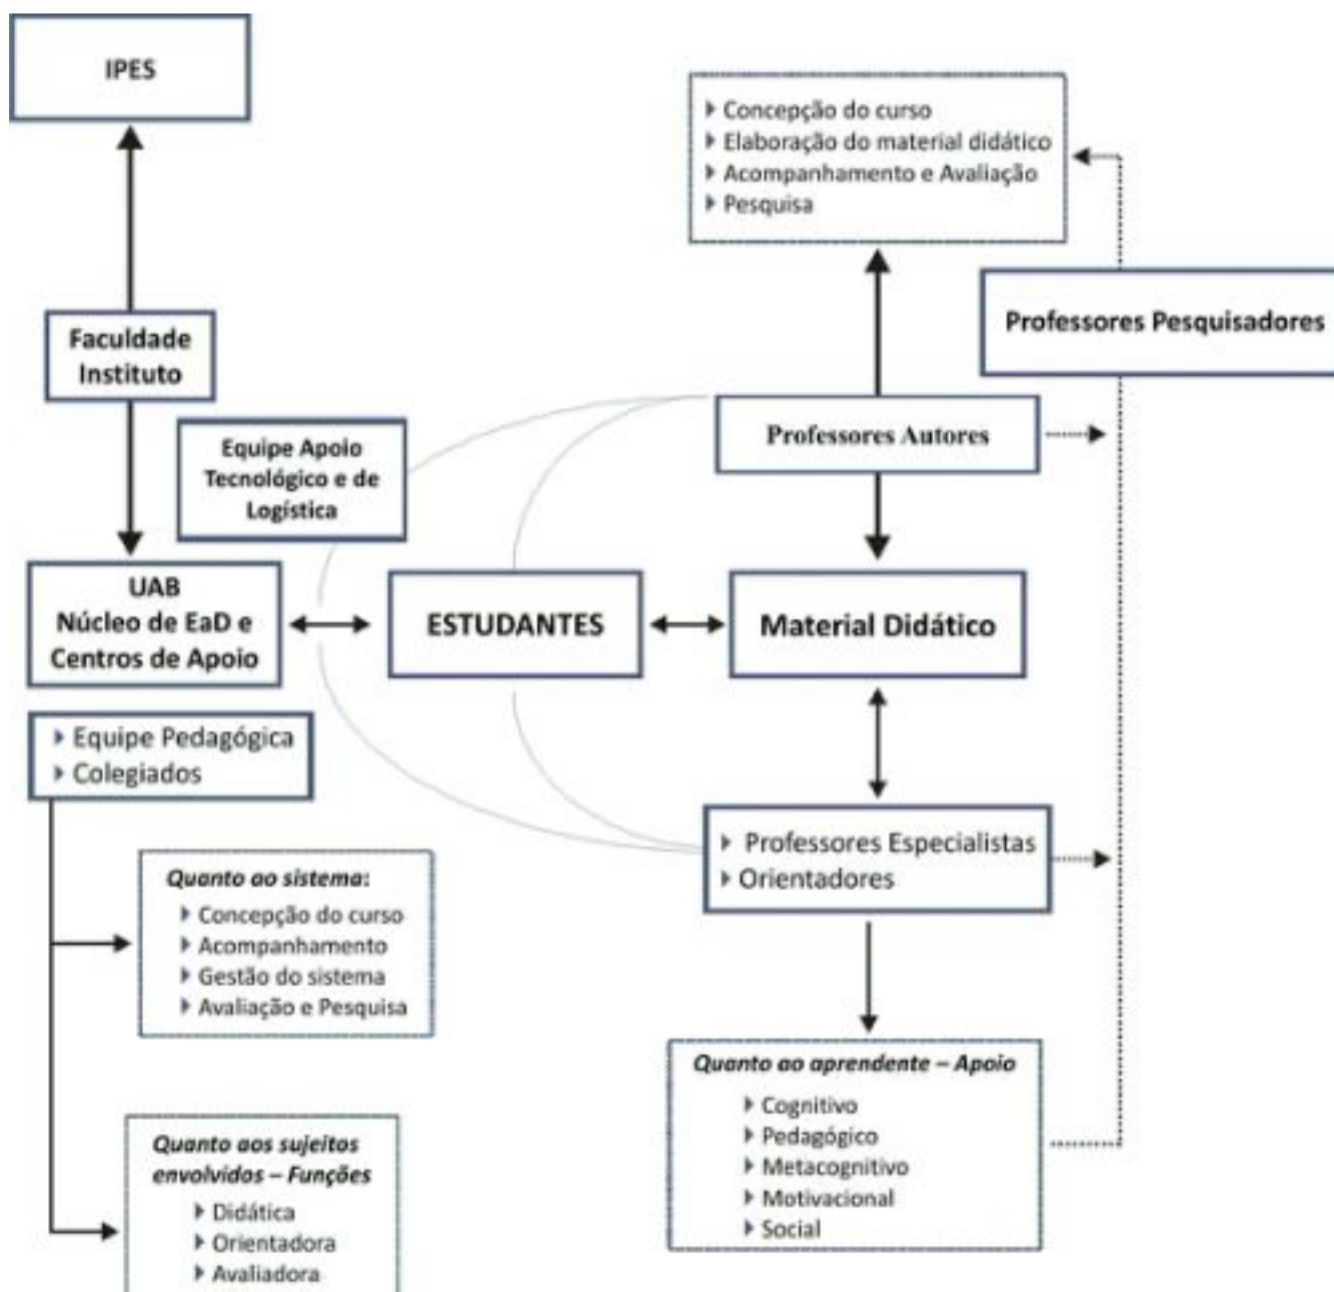 IPES
Concepção do curso
Elaboração do material didático
Acompanhamento e Avaliação
Pesquisa
Professores Pesquisadores
Faculdade
Instituto
Professores Autores
Equipe Apoio
Tecnológico e de
Logística
UAB
Núcleo de EaD e
Centros de Apoio
ESTUDANTES
Material Didático
Equipe Pedagógica
Colegiados
Professores Especialistas
Orientadores
Quanto ao sistema:
Concepção do curso
Acompanhamento
Gestão do sistema
Avaliação e Pesquisa
Quanto ao aprendente – Apoio
Cognitivo
Pedagógico
Metacognitivo
Motivacional
Social
Quanto aos sujeitos
envolvidos – Funções
Didática
Orientadora
Avaliadora